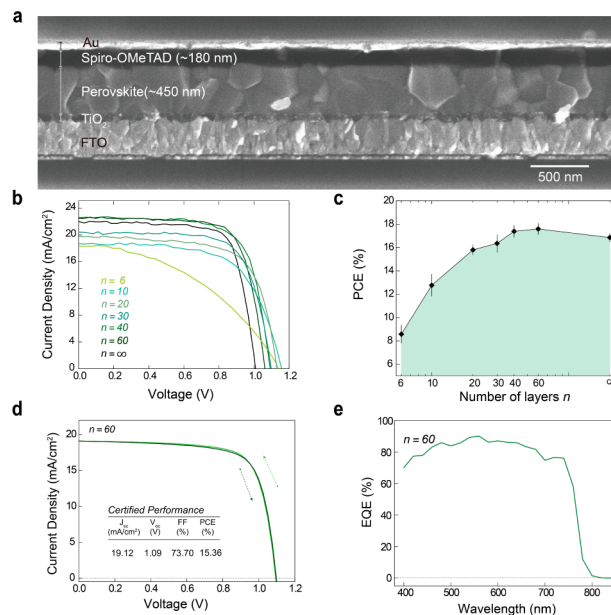 a
Au
Spiro-OMeTAD (~180 nm)
Perovskite(~450 nm)
TiO2
FTO
500 nm
b
Current Density (mA/cm²)
24
20
16
12
8
4
0
n = 6
n = 10
n = 20
n = 30
n = 40
n = 60
n = ∞
0.0 0.2 0.4 0.6 0.8 1.0 1.2
Voltage (V)
c
PCE (%)
20
18
16
14
12
10
8
6
4
6 10 20 30 40 60
Number of layers n
d
Current Density (mA/cm²)
30
25
20
15
10
5
0
n = 60
Certified Performance
Jsc Voc FF PCE
(mA/cm²) (V) (%) (%)
19.12 1.09 73.70 15.36
0.0 0.2 0.4 0.6 0.8 1.0 1.2
Voltage (V)
e
EQE (%)
100
80
60
40
20
0
n = 60
400 500 600 700 800
Wavelength (nm)